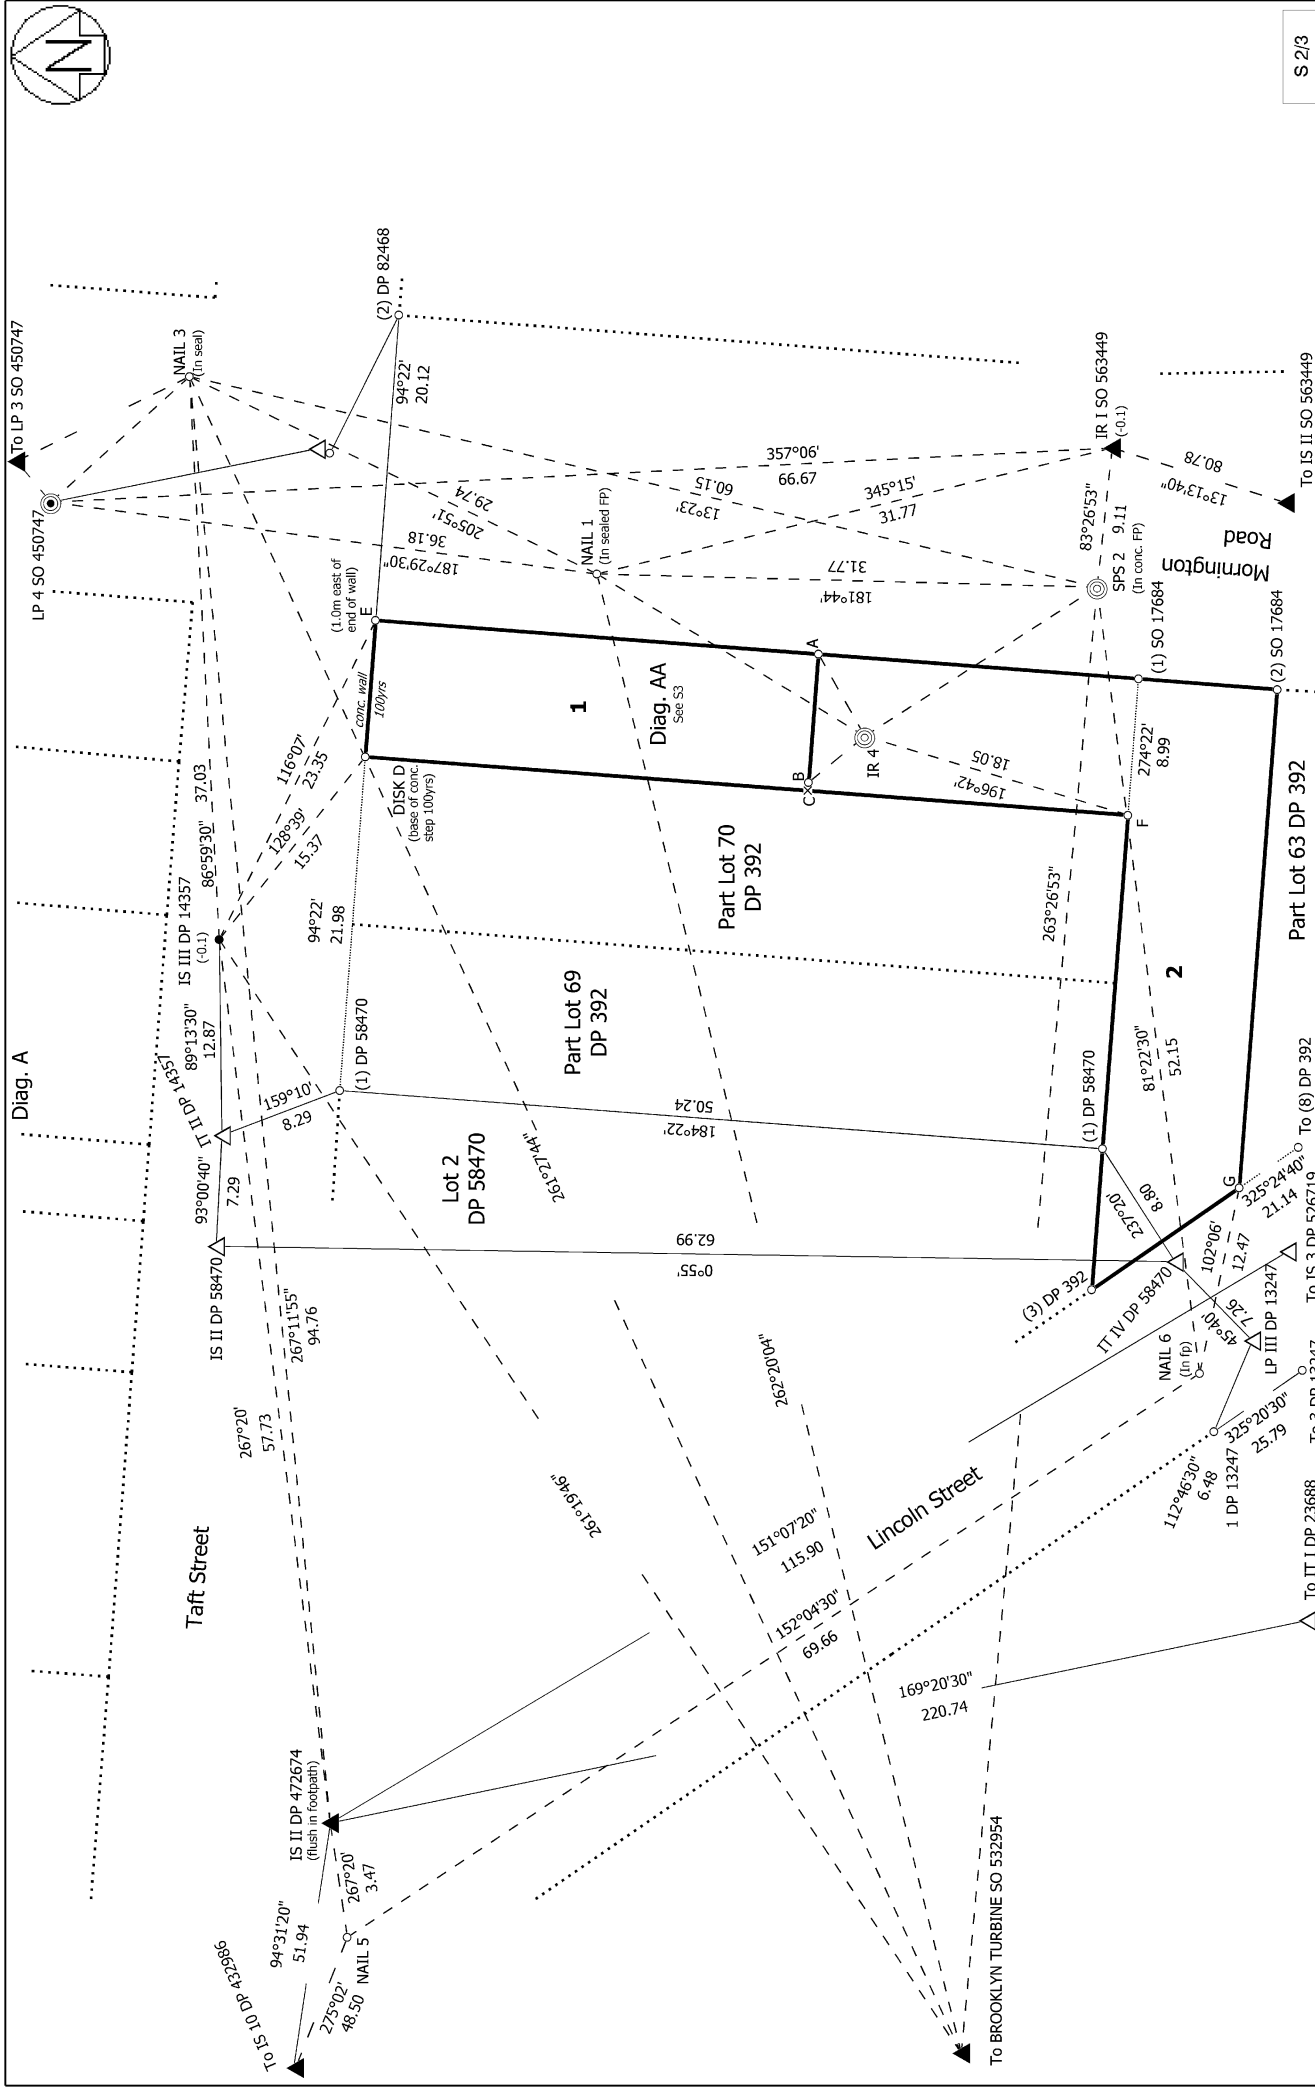 N
S 2/3
Diag. A
To LP 3 SO 450747
LP 4 SO 450747
NAIL 3
(In seal)
(2) DP 82468
94°22'
20.12
(1.0m east of
end of wall)
E
187°29'30"
36.18
205°51'
29.74
NAIL 1
(In sealed FP)
357°06'
69.67
13°23'
60.15
345°15'
31.77
181°44'
31.77
IR I SO 563449
(-0.1)
83°26'53"
9.11
SPS 2
(In conc. FP)
13°13'40"
80.78
To IS II SO 563449
Mornington
Road
(1) SO 17684
(2) SO 17684
274°22'
8.99
conc. wall
100yrs
1
Diag. AA
See S3
A
B
C
IR 4
196°42'
18.05
F
DISK D
(base of conc.
step 100yrs)
86°59'30"
37.03
116°07'
23.35
128°39'
15.37
IS III DP 14357
(-0.1)
89°13'30"
12.87
IT II DP 14357
94°22'
21.98
159°10'
8.29
(1) DP 58470
93°00'40"
7.29
IS II DP 58470
Part Lot 70
DP 392
Part Lot 69
DP 392
Lot 2
DP 58470
184°22'
50.24
0°55'
62.99
261°27'44"
263°26'53"
262°20'04"
261°19'46"
81°22'30"
52.15
2
Part Lot 63 DP 392
(1) DP 58470
237°20'
8.80
(3) DP 392
IT IV DP 58470
G
102°06'
12.47
325°24'40"
21.14
To (8) DP 392
45°40'
7.26
LP III DP 13247
To IS 3 DP 526719
NAIL 6
(In fp)
325°20'30"
25.79
To 3 DP 13247
112°46'30"
6.48
1 DP 13247
To IT I DP 23688
267°11'55"
94.76
267°20'
57.73
Taft Street
Lincoln Street
151°07'20"
115.90
152°04'30"
69.66
169°20'30"
220.74
IS II DP 472674
(flush in footpath)
267°20'
3.47
94°31'20"
51.94
NAIL 5
275°02'
48.50
To IS 10 DP 432986
To BROOKLYN TURBINE SO 532954